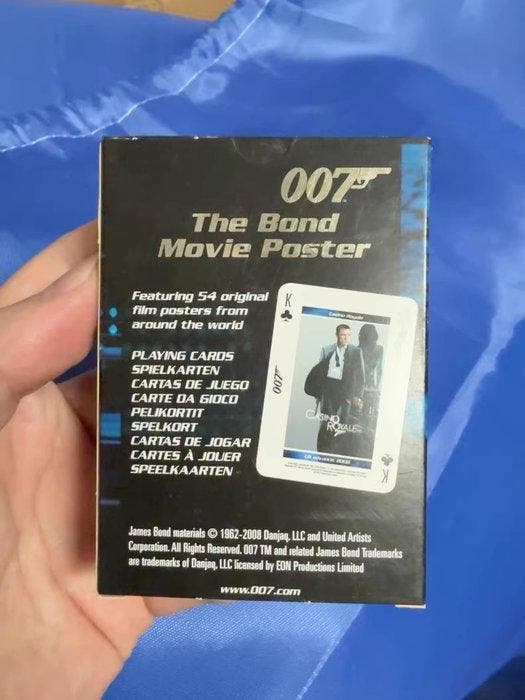 007
The Bond
Movie Poster
Featuring 54 original
film posters from
around the world
PLAYING CARDS
SPIELKARTEN
CARTAS DE JUEGO
CARTE DA GIOCO
PELIKORTIT
SPELKORT
CARTAS DE JOGAR
CARTES À JOUER
SPEELKAARTEN
K
Casino Royale
007
CASINO
ROYALE
K
James Bond materials © 1962-2008 Danjaq, LLC and United Artists
Corporation. All Rights Reserved. 007 TM and related James Bond Trademarks
are trademarks of Danjaq, LLC licensed by EON Productions Limited
www.007.com